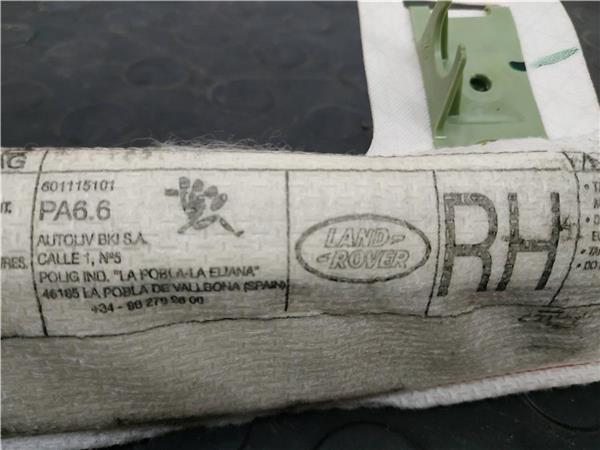 601115101
PA6.6
AUTOLIV BKI S.A.
CALLE 1, Nº5
POLIG IND. "LA POBLA-LA ELIANA"
46185 LA POBLA DE VALLBONA (SPAIN)
+34 - 96 279 98 00
LAND-
-ROVER
RH